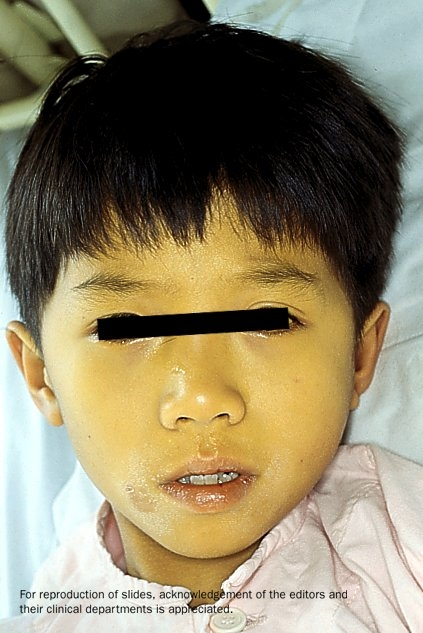 For reproduction of slides, acknowledgement of the editors and
their clinical departments is appreciated.